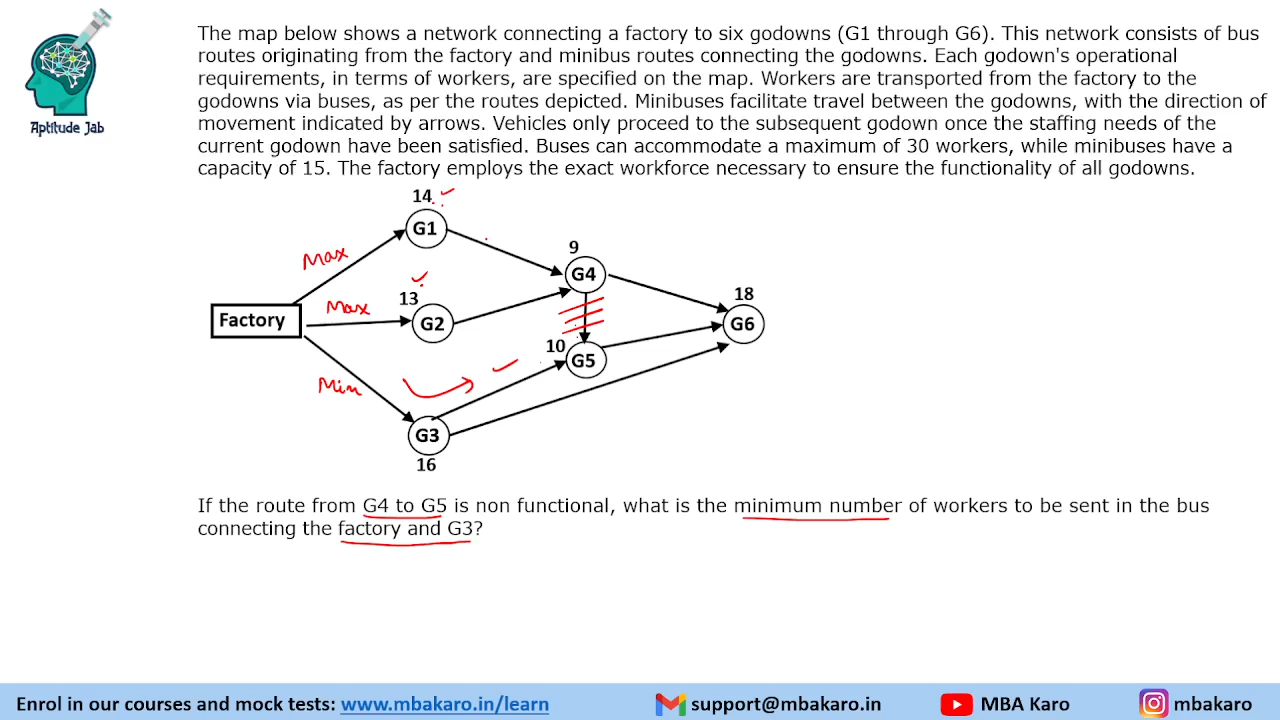 The map below shows a network connecting a factory to six godowns (G1 through G6). This network consists of bus
routes originating from the factory and minibus routes connecting the godowns. Each godown's operational
requirements, in terms of workers, are specified on the map. Workers are transported from the factory to the
godowns via buses, as per the routes depicted. Minibuses facilitate travel between the godowns, with the direction of
movement indicated by arrows. Vehicles only proceed to the subsequent godown once the staffing needs of the
current godown have been satisfied. Buses can accommodate a maximum of 30 workers, while minibuses have a
capacity of 15. The factory employs the exact workforce necessary to ensure the functionality of all godowns.
Aptitude Jab
14
G1
Max
9
G4
13
Max
G2
18
G6
Factory
10
G5
Min
G3
16
If the route from G4 to G5 is non functional, what is the minimum number of workers to be sent in the bus
connecting the factory and G3?
Enrol in our courses and mock tests: www.mbakaro.in/learn
support@mbakaro.in
MBA Karo
mbakaro